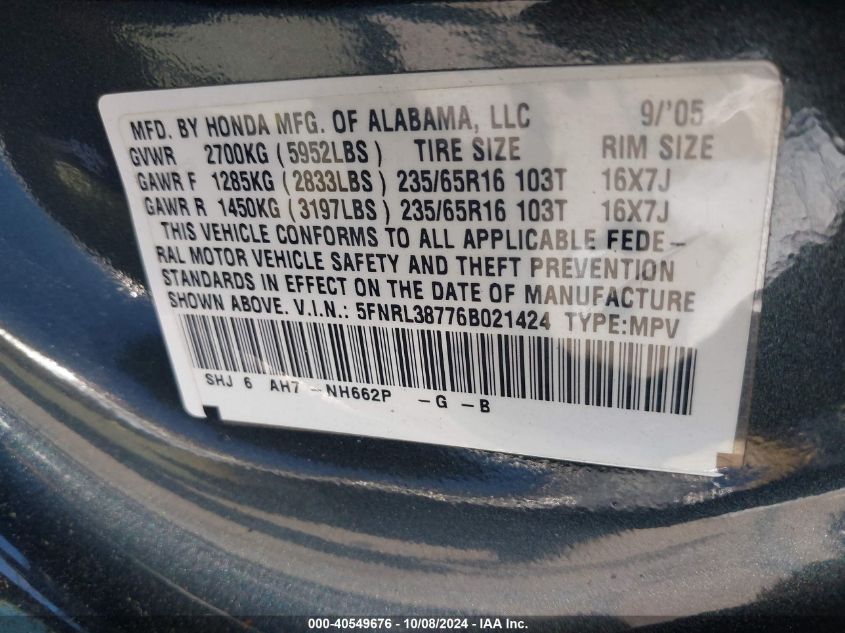 MFD. BY HONDA MFG. OF ALABAMA, LLC 9/'05
GVWR 2700KG (5952LBS) TIRE SIZE RIM SIZE
GAWR F 1285KG (2833LBS) 235/65R16 103T 16X7J
GAWR R 1450KG (3197LBS) 235/65R16 103T 16X7J
THIS VEHICLE CONFORMS TO ALL APPLICABLE FEDE-
RAL MOTOR VEHICLE SAFETY AND THEFT PREVENTION
STANDARDS IN EFFECT ON THE DATE OF MANUFACTURE
SHOWN ABOVE. V.I.N.: 5FNRL38776B021424 TYPE:MPV
SHJ 6 AH7 -NH662P -G -B
000-40549676 - 10/08/2024 - IAA Inc.